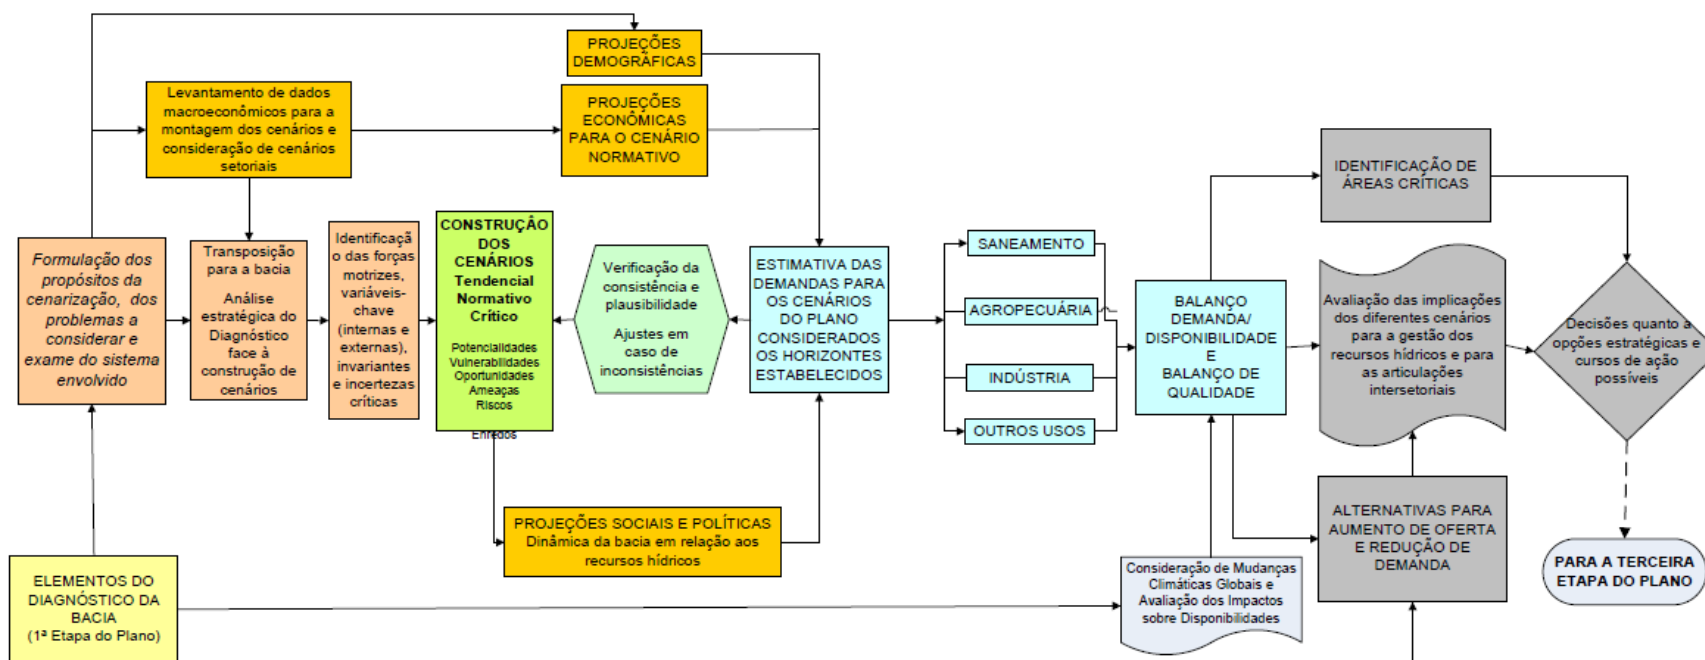 PROJEÇÕES
DEMOGRÁFICAS
Levantamento de dados
macroeconômicos para a
montagem dos cenários e
consideração de cenários
setoriais
PROJEÇÕES
ECONÔMICAS
PARA O CENÁRIO
NORMATIVO
Formulação dos
propósitos da
cenarização, dos
problemas a
considerar e
exame do sistema
envolvido
Transposição
para a bacia
Análise
estratégica do
Diagnóstico
face à
construção de
cenários
Identificaçã
o das forças
motrizes,
variáveis-
chave
(internas e
externas),
invariantes
e incertezas
críticas
CONSTRUÇÃO
DOS
CENÁRIOS
Tendencial
Normativo
Crítico
Potencialidades
Vulnerabilidades
Oportunidades
Ameaças
Riscos
Enredos
Verificação da
consistência e
plausibilidade
Ajustes em
caso de
inconsistências
ESTIMATIVA DAS
DEMANDAS PARA
OS CENÁRIOS
DO PLANO
CONSIDERADOS
OS HORIZONTES
ESTABELECIDOS
SANEAMENTO
AGROPECUÁRIA
INDÚSTRIA
OUTROS USOS
BALANÇO
DEMANDA/
DISPONIBILIDADE
E
BALANÇO DE
QUALIDADE
IDENTIFICAÇÃO DE
ÁREAS CRÍTICAS
Avaliação das implicações
dos diferentes cenários
para a gestão dos
recursos hídricos e para
as articulações
intersetoriais
Decisões quanto a
opções estratégicas e
cursos de ação
possíveis
PROJEÇÕES SOCIAIS E POLÍTICAS
Dinâmica da bacia em relação aos
recursos hídricos
ALTERNATIVAS PARA
AUMENTO DE OFERTA
E REDUÇÃO DE
DEMANDA
PARA A TERCEIRA
ETAPA DO PLANO
ELEMENTOS DO
DIAGNÓSTICO DA
BACIA
(1ª Etapa do Plano)
Consideração de Mudanças
Climáticas Globais e
Avaliação dos Impactos
sobre Disponibilidades